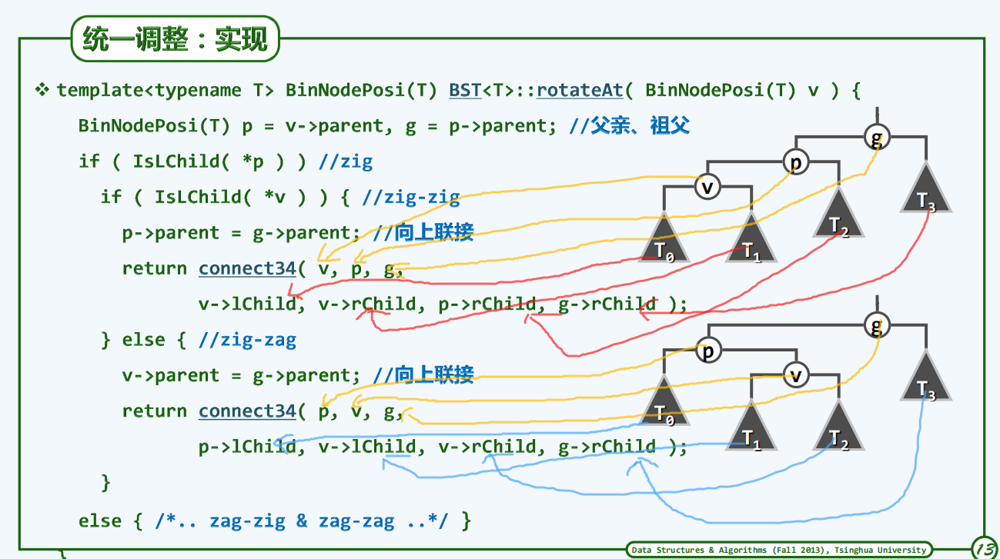 统一调整：实现
❖ template<typename T> BinNodePosi(T) BST<T>::rotateAt( BinNodePosi(T) v ) {
BinNodePosi(T) p = v->parent, g = p->parent; //父亲、祖父
if ( IsLChild( *p ) ) //zig
if ( IsLChild( *v ) ) { //zig-zig
p->parent = g->parent; //向上联接
return connect34( v, p, g,
v->lChild, v->rChild, p->rChild, g->rChild );
} else { //zig-zag
v->parent = g->parent; //向上联接
return connect34( p, v, g,
p->lChild, v->lChild, v->rChild, g->rChild );
}
else { /*.. zag-zig & zag-zag ..*/ }
}
g
p
v
T3
T2
T0
T1
g
p
v
T3
T0
T1
T2
Data Structures & Algorithms (Fall 2013), Tsinghua University
13